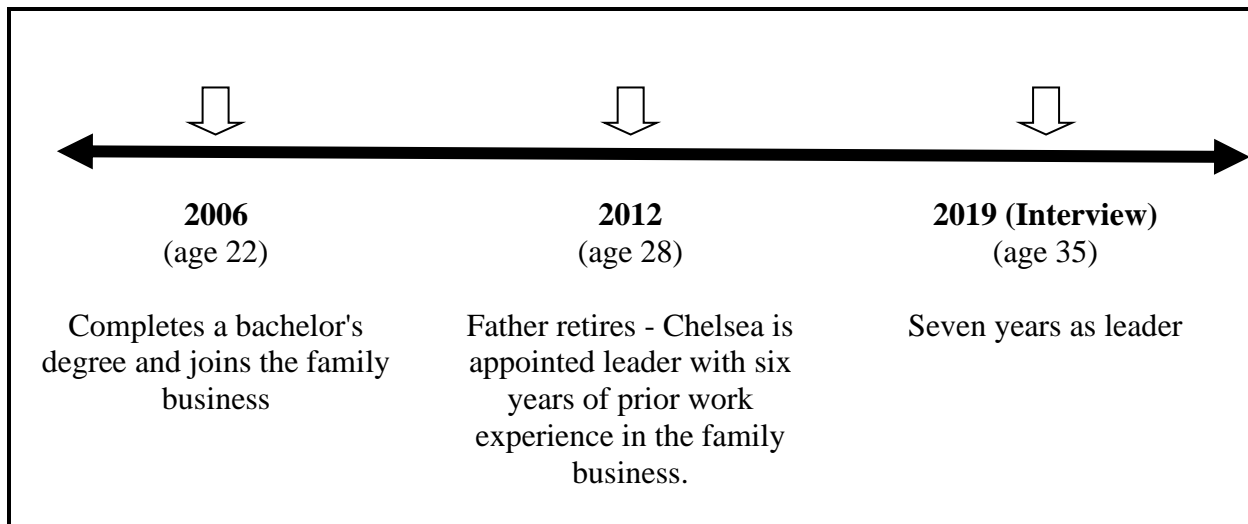 2006
(age 22)
Completes a bachelor's
degree and joins the family
business
2012
(age 28)
Father retires - Chelsea is
appointed leader with six
years of prior work
experience in the family
business.
2019 (Interview)
(age 35)
Seven years as leader